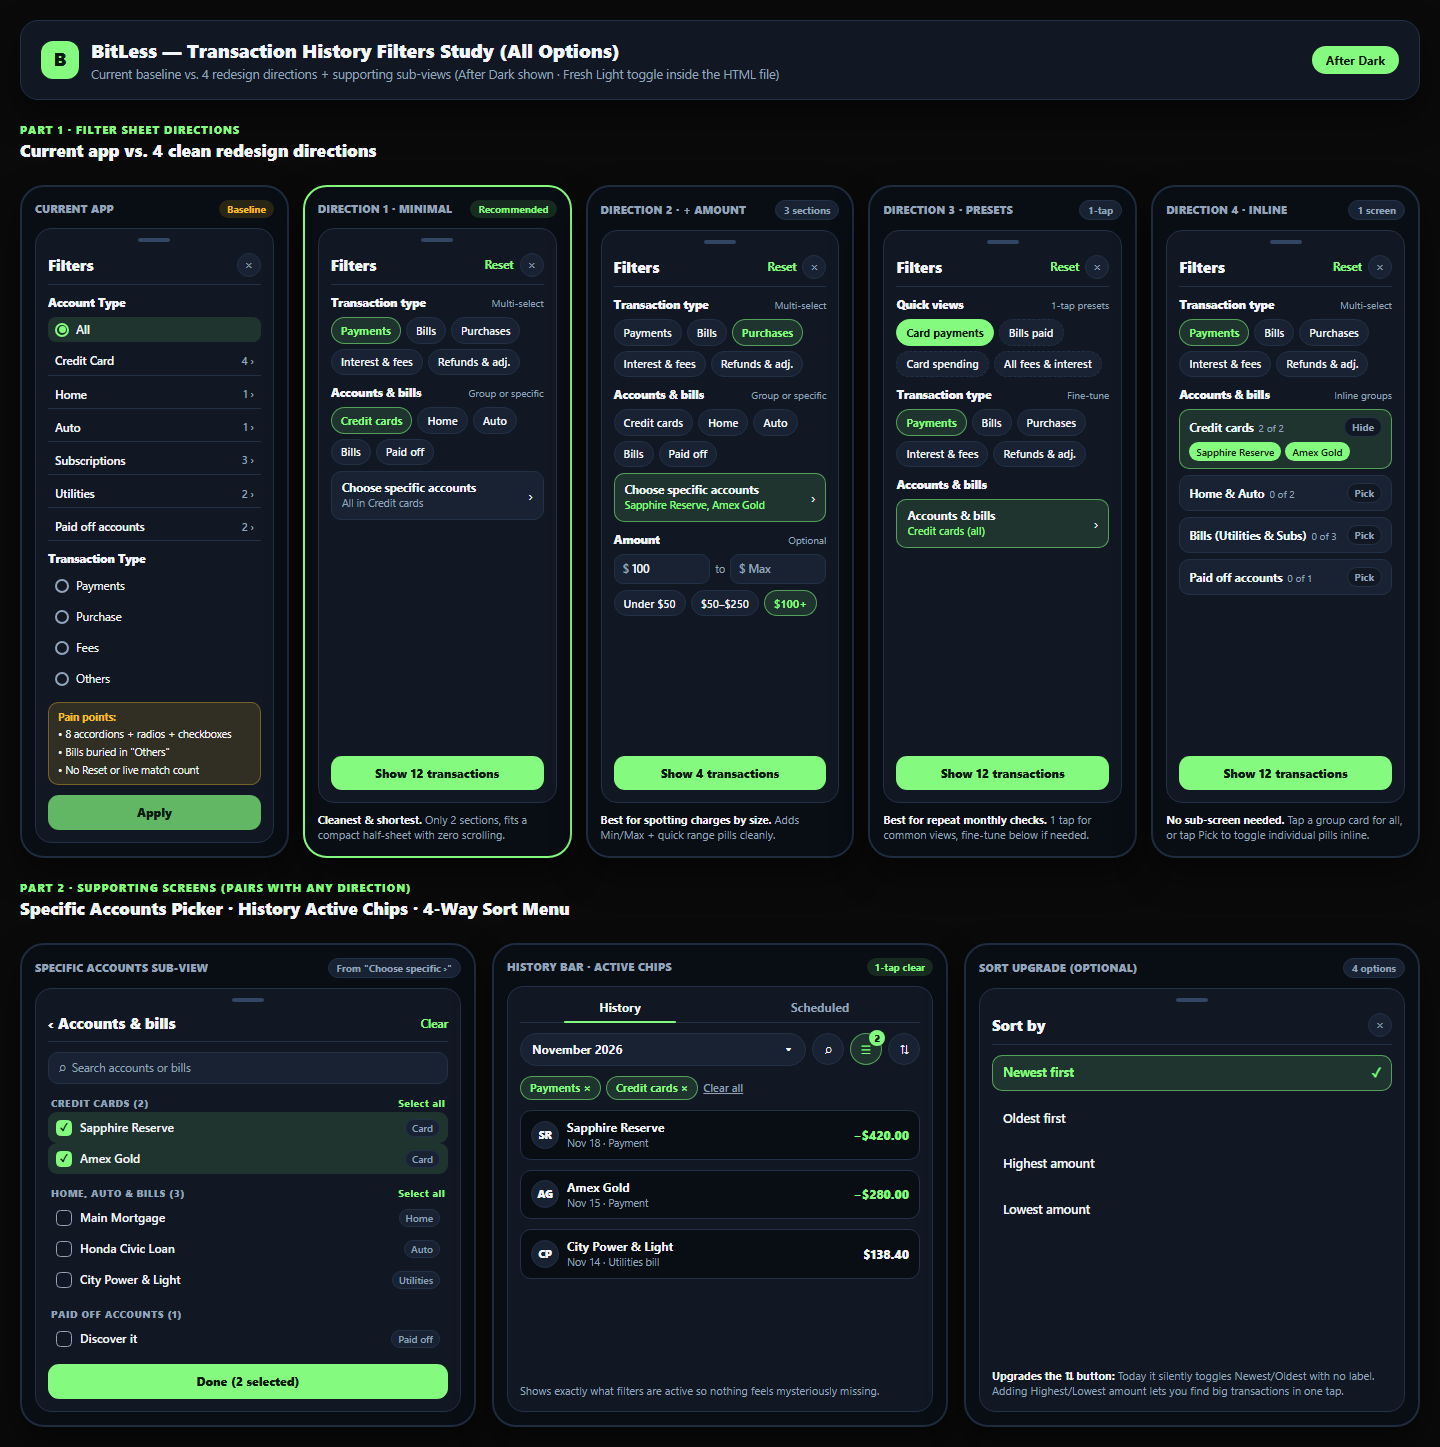 B
BitLess — Transaction History Filters Study (All Options)
Current baseline vs. 4 redesign directions + supporting sub-views (After Dark shown · Fresh Light toggle inside the HTML file)
After Dark
PART 1 · FILTER SHEET DIRECTIONS
Current app vs. 4 clean redesign directions
CURRENT APP
Baseline
Filters
×
Account Type
All
Credit Card 4 ›
Home 1 ›
Auto 1 ›
Subscriptions 3 ›
Utilities 2 ›
Paid off accounts 2 ›
Transaction Type
Payments
Purchase
Fees
Others
Pain points:
• 8 accordions + radios + checkboxes
• Bills buried in "Others"
• No Reset or live match count
Apply
DIRECTION 1 · MINIMAL
Recommended
Filters Reset ×
Transaction type Multi-select
Payments Bills Purchases
Interest & fees Refunds & adj.
Accounts & bills Group or specific
Credit cards Home Auto
Bills Paid off
Choose specific accounts ›
All in Credit cards
Show 12 transactions
Cleanest & shortest. Only 2 sections, fits a
compact half-sheet with zero scrolling.
DIRECTION 2 · + AMOUNT
3 sections
Filters Reset ×
Transaction type Multi-select
Payments Bills Purchases
Interest & fees Refunds & adj.
Accounts & bills Group or specific
Credit cards Home Auto
Bills Paid off
Choose specific accounts ›
Sapphire Reserve, Amex Gold
Amount Optional
$ 100 to $ Max
Under $50 $50–$250 $100+
Show 4 transactions
Best for spotting charges by size. Adds
Min/Max + quick range pills cleanly.
DIRECTION 3 · PRESETS
1-tap
Filters Reset ×
Quick views 1-tap presets
Card payments Bills paid
Card spending All fees & interest
Transaction type Fine-tune
Payments Bills Purchases
Interest & fees Refunds & adj.
Accounts & bills
Accounts & bills ›
Credit cards (all)
Show 12 transactions
Best for repeat monthly checks. 1 tap for
common views, fine-tune below if needed.
DIRECTION 4 · INLINE
1 screen
Filters Reset ×
Transaction type Multi-select
Payments Bills Purchases
Interest & fees Refunds & adj.
Accounts & bills Inline groups
Credit cards 2 of 2 Hide
Sapphire Reserve Amex Gold
Home & Auto 0 of 2 Pick
Bills (Utilities & Subs) 0 of 3 Pick
Paid off accounts 0 of 1 Pick
Show 12 transactions
No sub-screen needed. Tap a group card for all,
or tap Pick to toggle individual pills inline.
PART 2 · SUPPORTING SCREENS (PAIRS WITH ANY DIRECTION)
Specific Accounts Picker · History Active Chips · 4-Way Sort Menu
SPECIFIC ACCOUNTS SUB-VIEW
From "Choose specific ›"
‹ Accounts & bills Clear
⌕ Search accounts or bills
CREDIT CARDS (2) Select all
✓ Sapphire Reserve Card
✓ Amex Gold Card
HOME, AUTO & BILLS (3) Select all
Main Mortgage Home
Honda Civic Loan Auto
City Power & Light Utilities
PAID OFF ACCOUNTS (1)
Discover it Paid off
Done (2 selected)
HISTORY BAR · ACTIVE CHIPS
1-tap clear
History Scheduled
November 2026 ▾ ⌕ ☰ 2 ⇅
Payments × Credit cards × Clear all
SR Sapphire Reserve –$420.00
Nov 18 · Payment
AG Amex Gold –$280.00
Nov 15 · Payment
CP City Power & Light $138.40
Nov 14 · Utilities bill
Shows exactly what filters are active so nothing feels mysteriously missing.
SORT UPGRADE (OPTIONAL)
4 options
Sort by ×
Newest first ✓
Oldest first
Highest amount
Lowest amount
Upgrades the ⇅ button: Today it silently toggles Newest/Oldest with no label.
Adding Highest/Lowest amount lets you find big transactions in one tap.